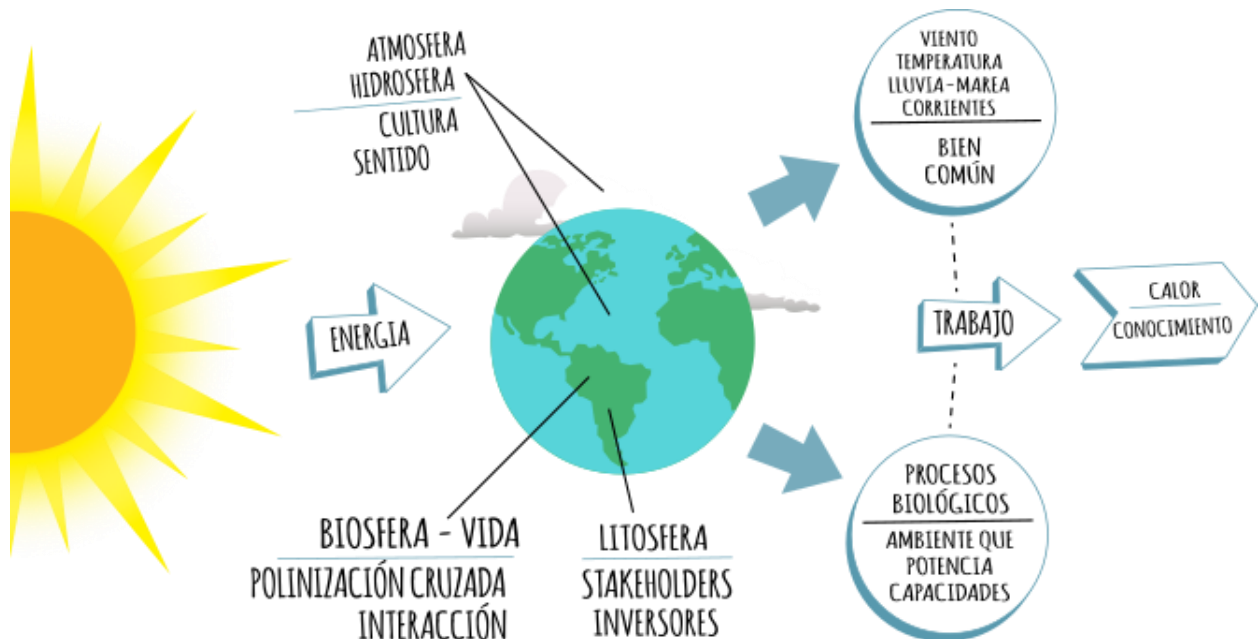 ATMOSFERA
HIDROSFERA
CULTURA
SENTIDO
ENERGIA
BIOSFERA - VIDA
POLINIZACIÓN CRUZADA
INTERACCIÓN
LITOSFERA
STAKEHOLDERS
INVERSORES
VIENTO
TEMPERATURA
LLUVIA-MAREA
CORRIENTES
BIEN
COMÚN
TRABAJO
CALOR
CONOCIMIENTO
PROCESOS
BIOLÓGICOS
AMBIENTE QUE
POTENCIA
CAPACIDADES